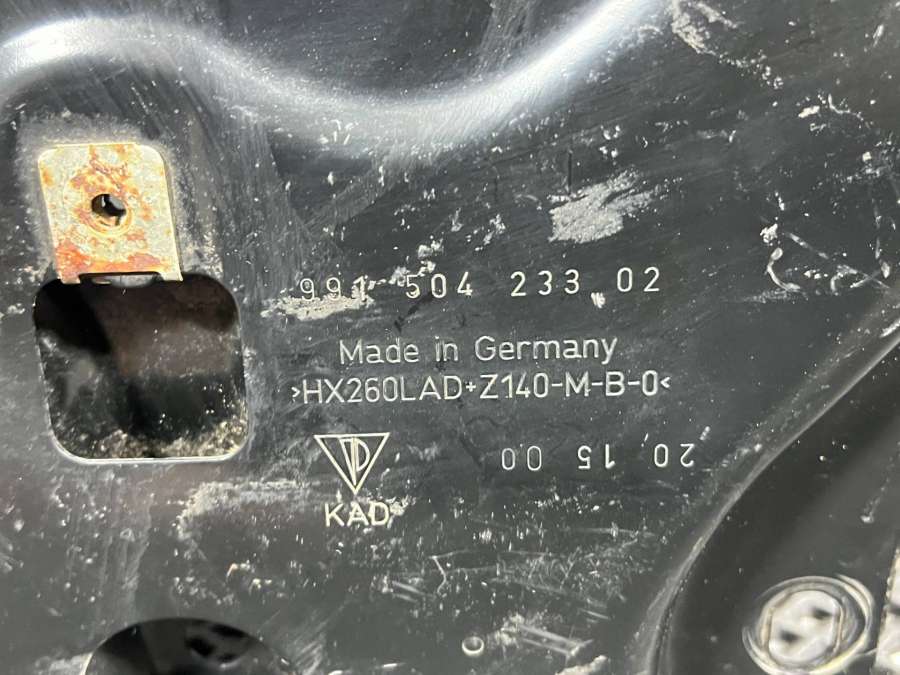 991 504 233 02
Made in Germany
>HX260LAD+Z140-M-B-0<
20 15 00
KAD